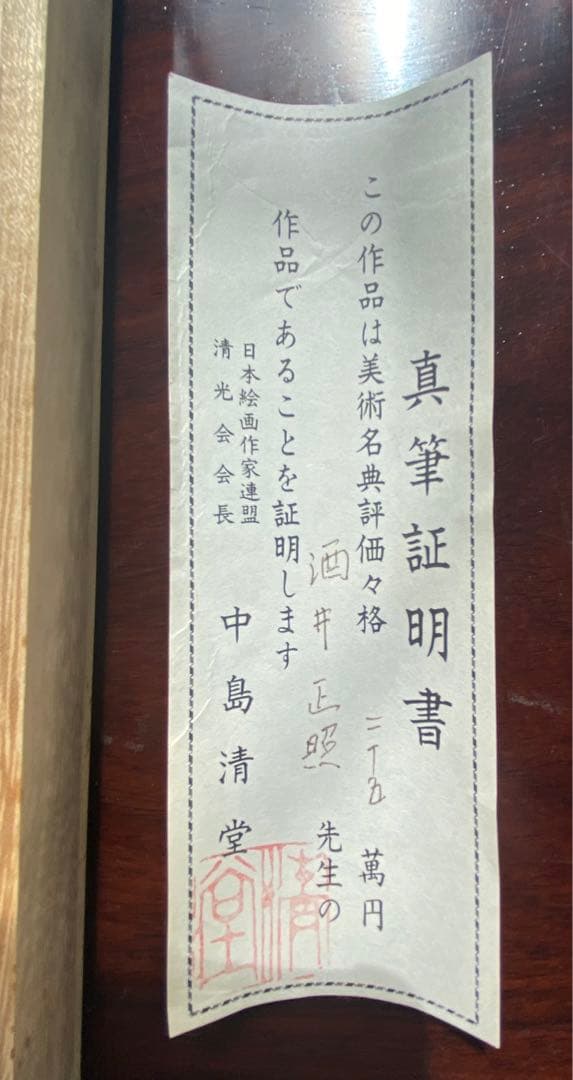 真筆証明書
この作品は美術名典評価々格 二十五 萬円
酒井 正照 先生の
作品であることを証明します
日本絵画作家連盟
清光会会長 中島清堂
清堂